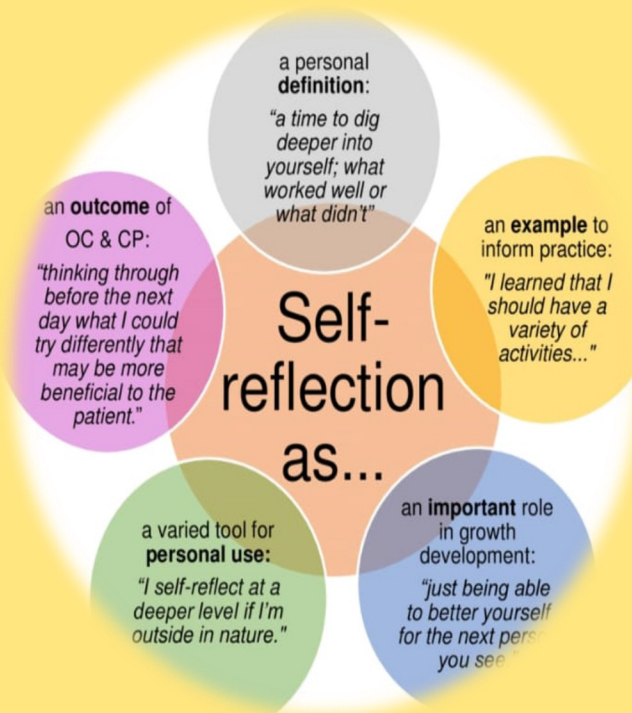 a personal
definition:
"a time to dig
deeper into
yourself; what
worked well or
what didn't"
an example to
inform practice:
"I learned that I
should have a
variety of
activities..."
an important role
in growth
development:
"just being able
to better yourself
for the next
you see
a varied tool for
personal use:
"I self-reflect at a
deeper level if I'm
outside in nature."
an outcome of
OC & CP:
"thinking through
before the next
day what I could
try differently that
may be more
beneficial to the
patient."
Self-
reflection
as...